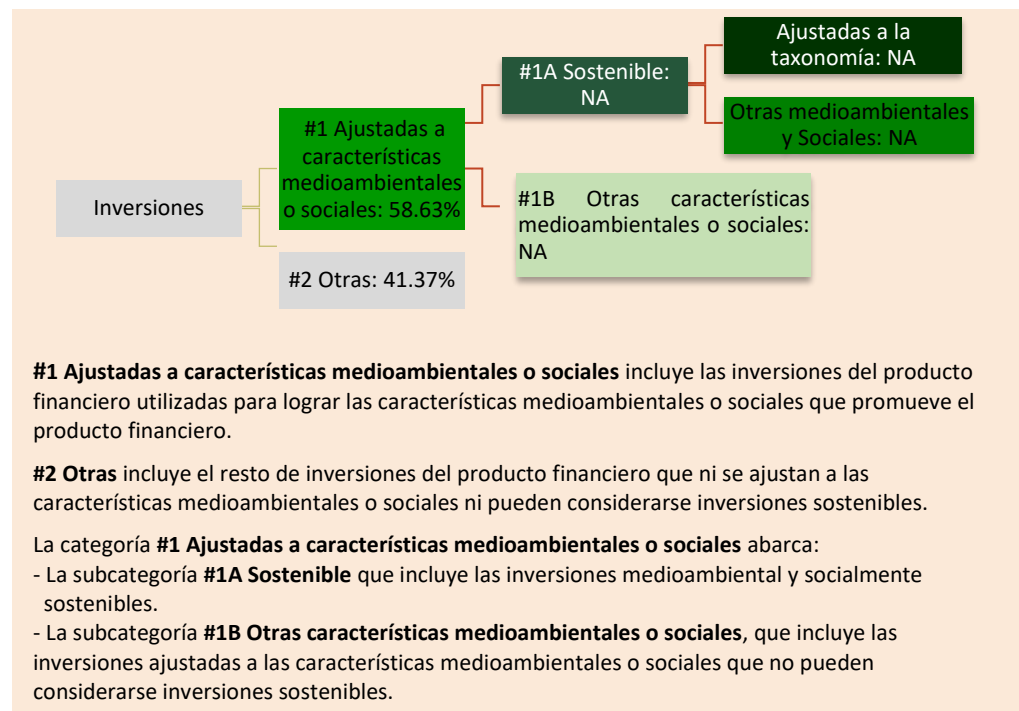 Inversiones
#1 Ajustadas a
características
medioambientales
o sociales: 58.63%
#2 Otras: 41.37%
#1A Sostenible:
NA
#1B Otras características
medioambientales o sociales:
NA
Ajustadas a la
taxonomía: NA
Otras medioambientales
y Sociales: NA
#1 Ajustadas a características medioambientales o sociales incluye las inversiones del producto
financiero utilizadas para lograr las características medioambientales o sociales que promueve el
producto financiero.
#2 Otras incluye el resto de inversiones del producto financiero que ni se ajustan a las
características medioambientales o sociales ni pueden considerarse inversiones sostenibles.
La categoría #1 Ajustadas a características medioambientales o sociales abarca:
- La subcategoría #1A Sostenible que incluye las inversiones medioambiental y socialmente
sostenibles.
- La subcategoría #1B Otras características medioambientales o sociales, que incluye las
inversiones ajustadas a las características medioambientales o sociales que no pueden
considerarse inversiones sostenibles.